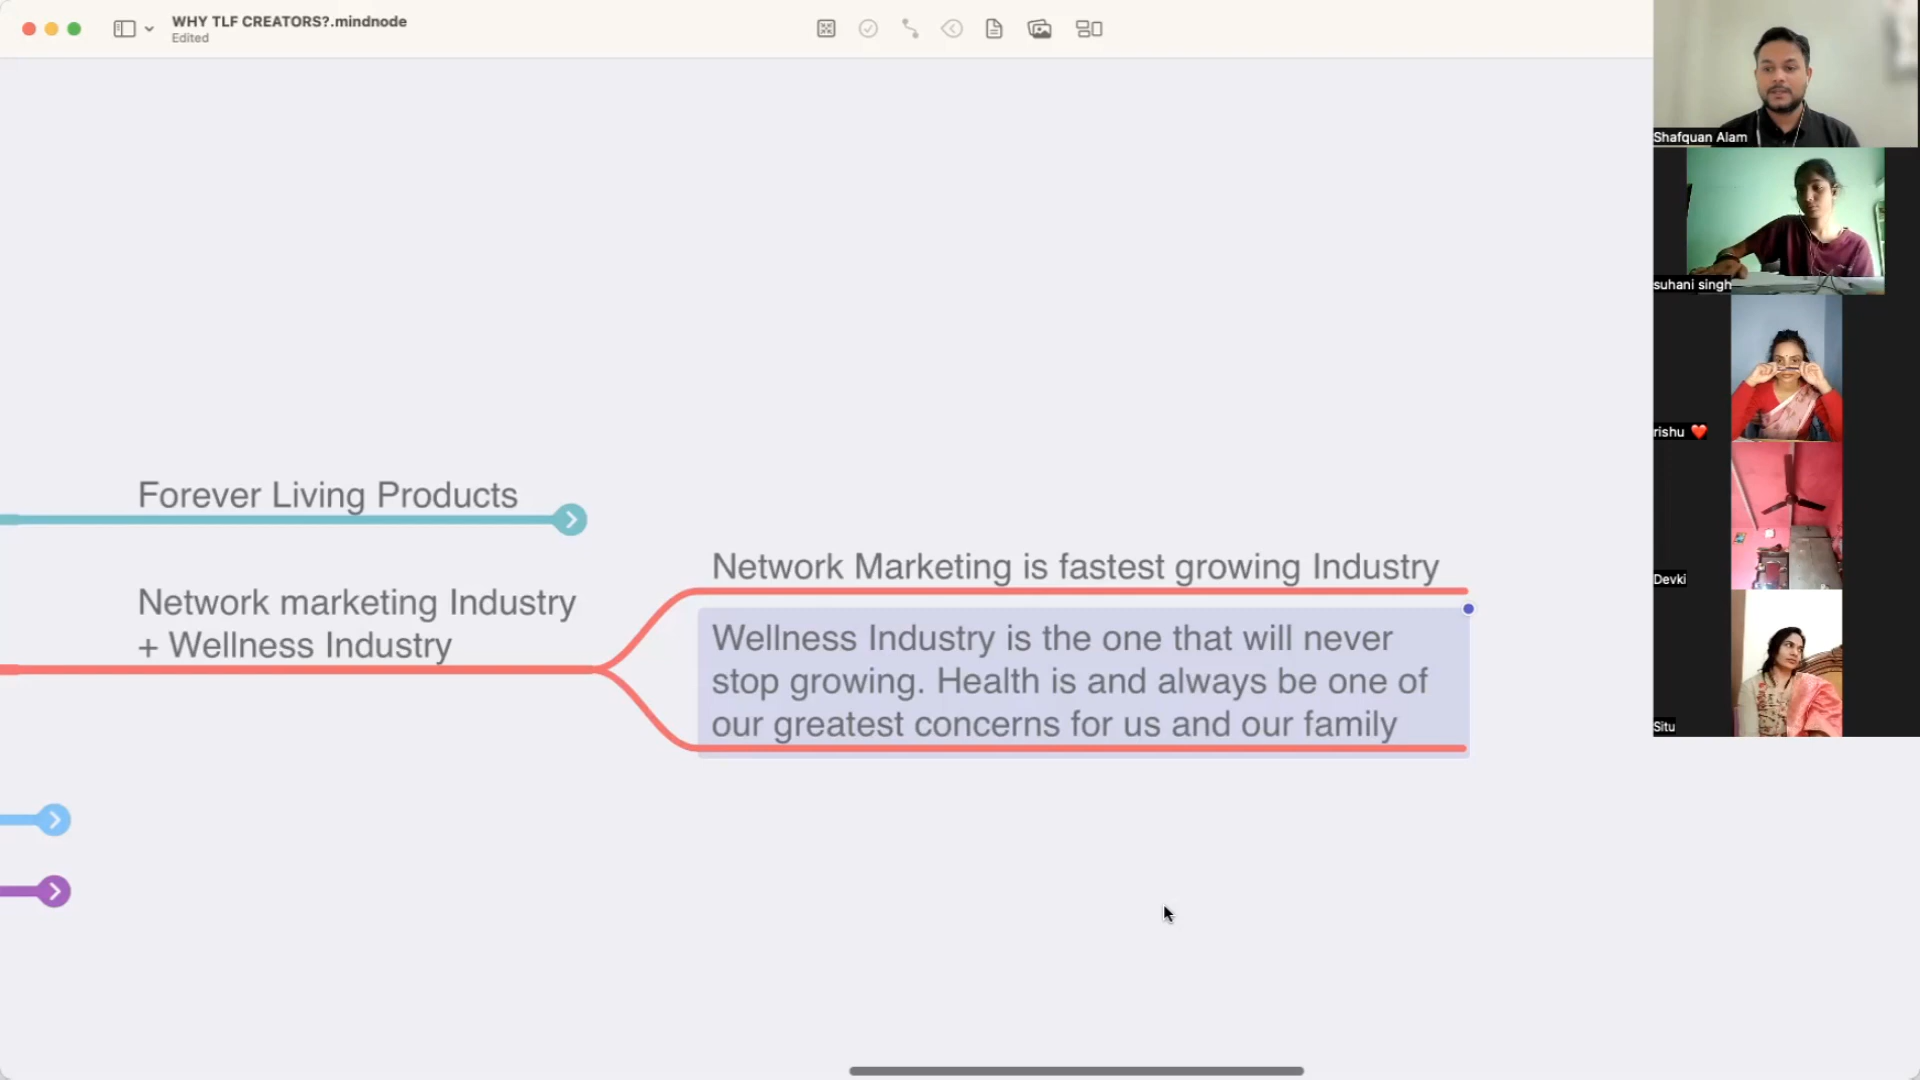 WHY TLF CREATORS?.mindnode
Edited
Forever Living Products
Network marketing Industry
+ Wellness Industry
Network Marketing is fastest growing Industry
Wellness Industry is the one that will never
stop growing. Health is and always be one of
our greatest concerns for us and our family
Shafquan Alam
suhani singh
rishu ❤️
Devki
Situ